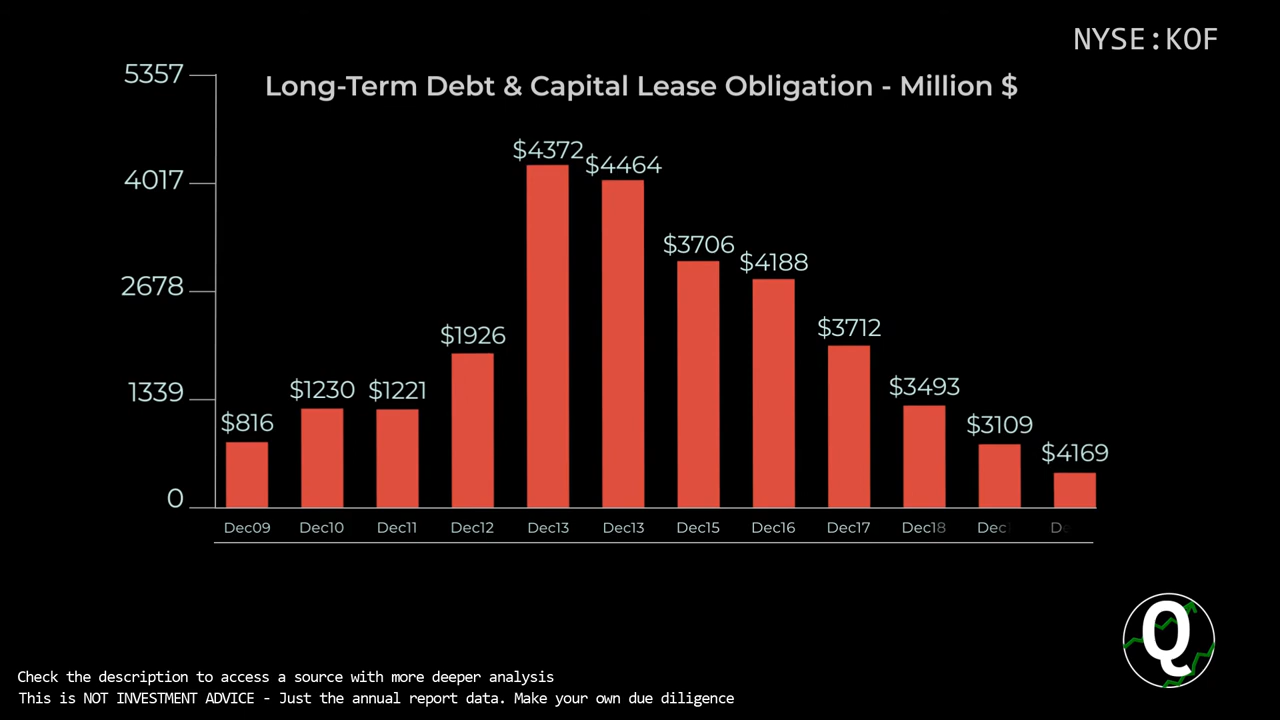 NYSE:KOF
Long-Term Debt & Capital Lease Obligation - Million $
5357
4017
2678
1339
0
$816
$1230
$1221
$1926
$4372
$4464
$3706
$4188
$3712
$3493
$3109
$4169
Dec09 Dec10 Dec11 Dec12 Dec13 Dec13 Dec15 Dec16 Dec17 Dec18 Dec
Q
Check the description to access a source with more deeper analysis
This is NOT INVESTMENT ADVICE - Just the annual report data. Make your own due diligence